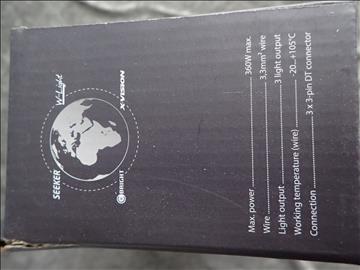 SEEKER
W-Light
BRIGHT
X-VISION
Max. power ........ 360W max.
Wire ........ 3,3mm² wire
Light output ........ 3 light output
Working temperature (wire) ........ -20...+105°C
Connection ........ 3 x 3-pin DT connector